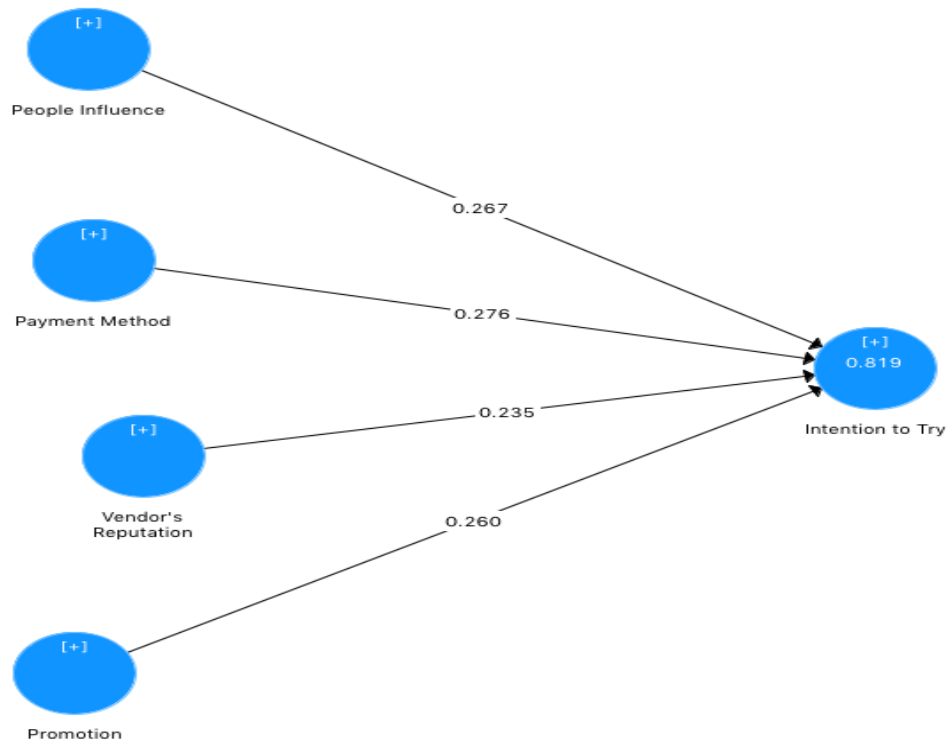 [+]
People Influence
0.267
[+]
Payment Method
0.276
[+]
0.819
Intention to Try
0.235
[+]
Vendor's
Reputation
0.260
[+]
Promotion